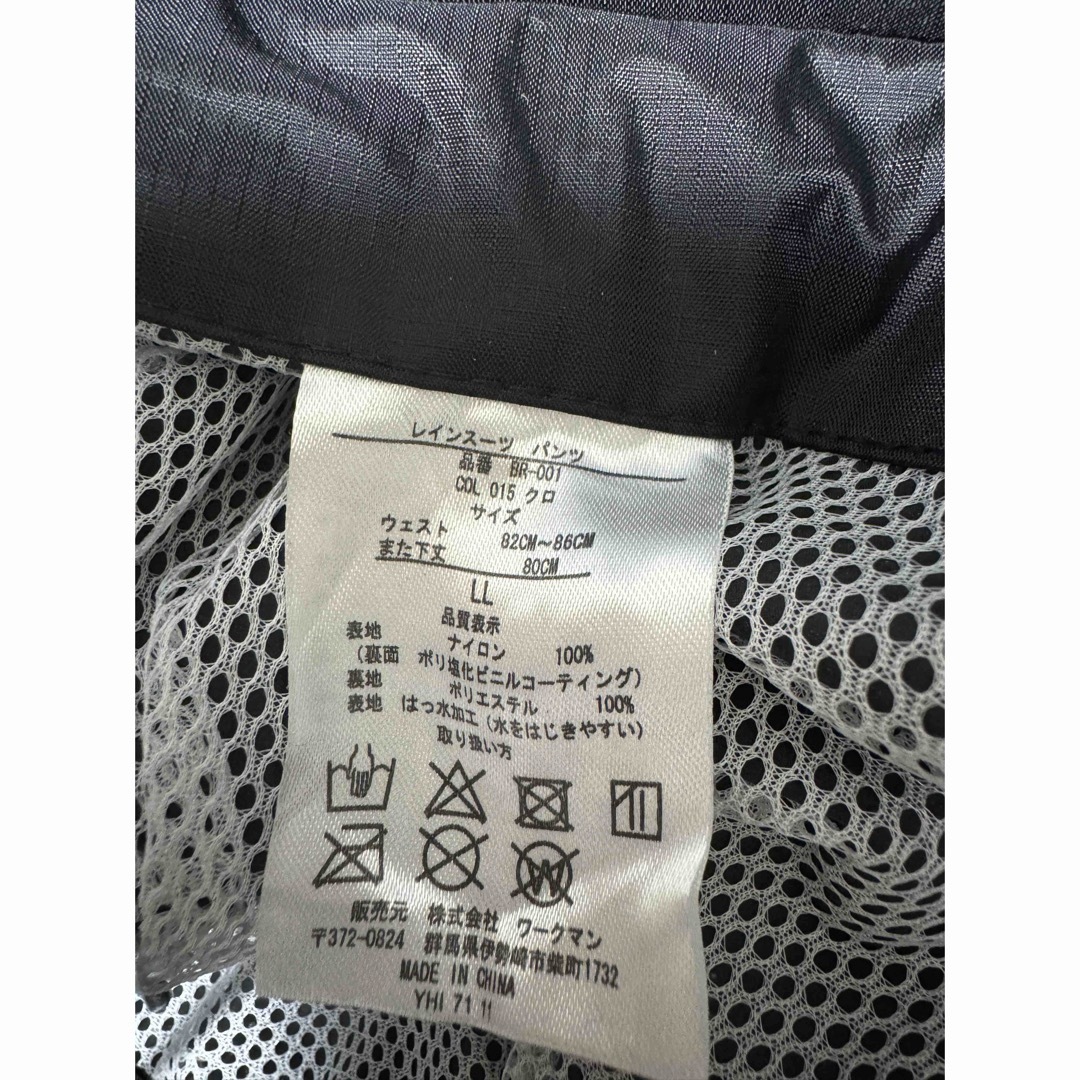 レインスーツ パンツ
品番 BR-001
COL 015 クロ
サイズ
ウェスト 82CM〜86CM
また下丈 80CM
LL
品質表示
表地 ナイロン 100%
(裏面 ポリ塩化ビニルコーティング)
裏地 ポリエステル 100%
表地 はっ水加工(水をはじきやすい)
取り扱い方
W
販売元 株式会社 ワークマン
〒372-0824 群馬県伊勢崎市柴町1732
MADE IN CHINA
YHI 71 11